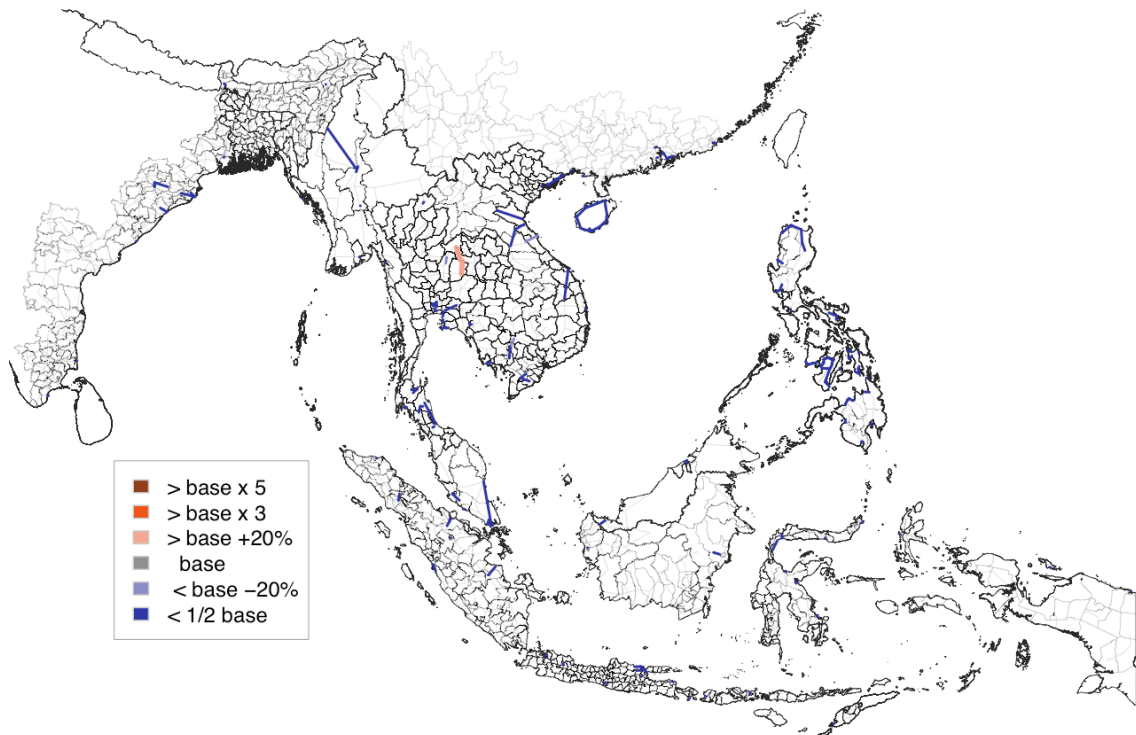 > base x 5
> base x 3
> base +20%
base
< base −20%
< 1/2 base